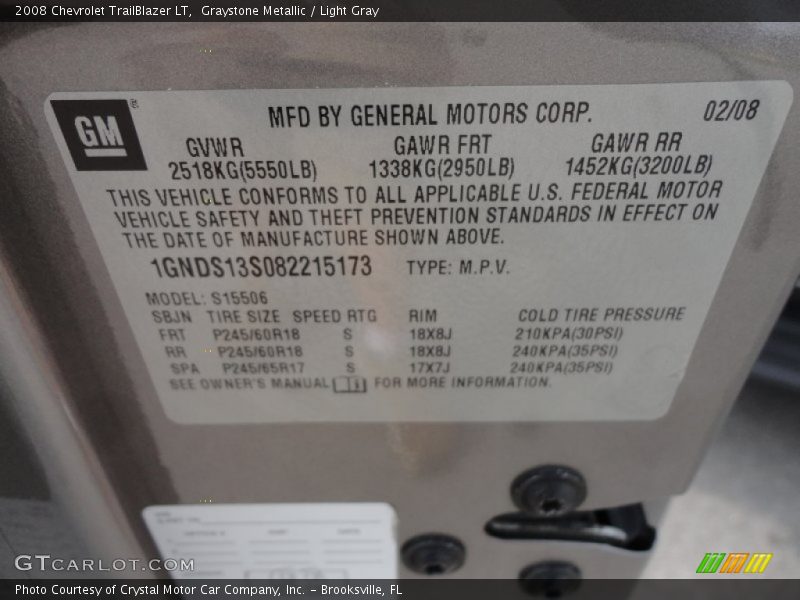 2008 Chevrolet TrailBlazer LT,  Graystone Metallic / Light Gray
GM
MFD BY GENERAL MOTORS CORP. 02/08
GVWR GAWR FRT GAWR RR
2518KG(5550LB) 1338KG(2950LB) 1452KG(3200LB)
THIS VEHICLE CONFORMS TO ALL APPLICABLE U.S. FEDERAL MOTOR
VEHICLE SAFETY AND THEFT PREVENTION STANDARDS IN EFFECT ON
THE DATE OF MANUFACTURE SHOWN ABOVE.
1GNDS13S082215173 TYPE: M.P.V.
MODEL: S15506
SBJN TIRE SIZE SPEED RTG RIM COLD TIRE PRESSURE
FRT P245/60R18 S 18X8J 210KPA(30PSI)
RR P245/60R18 S 18X8J 240KPA(35PSI)
SPA P245/65R17 S 17X7J 240KPA(35PSI)
SEE OWNER'S MANUAL FOR MORE INFORMATION.
GTCARLOT.COM
Photo Courtesy of Crystal Motor Car Company, Inc. – Brooksville, FL